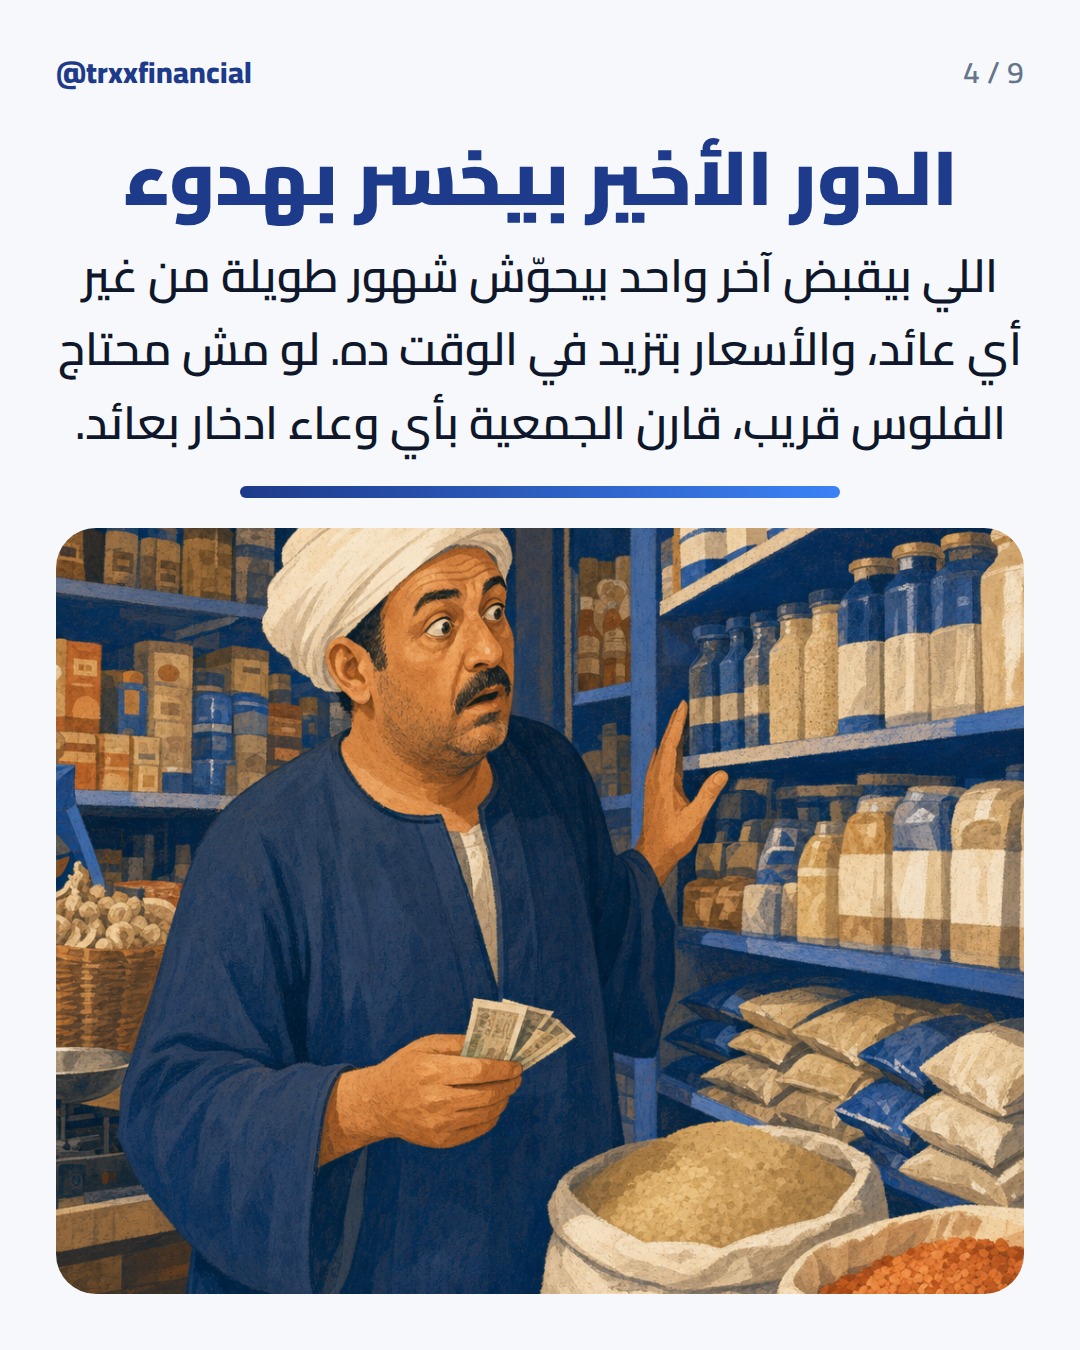 @trxxfinancial
4 / 9
الدور الأخير بيخسر بهدوء
اللي بيقبض آخر واحد بيحوّش شهور طويلة من غير
أي عائد، والأسعار بتزيد في الوقت ده. لو مش محتاج
الفلوس قريب، قارن الجمعية بأي وعاء ادخار بعائد.